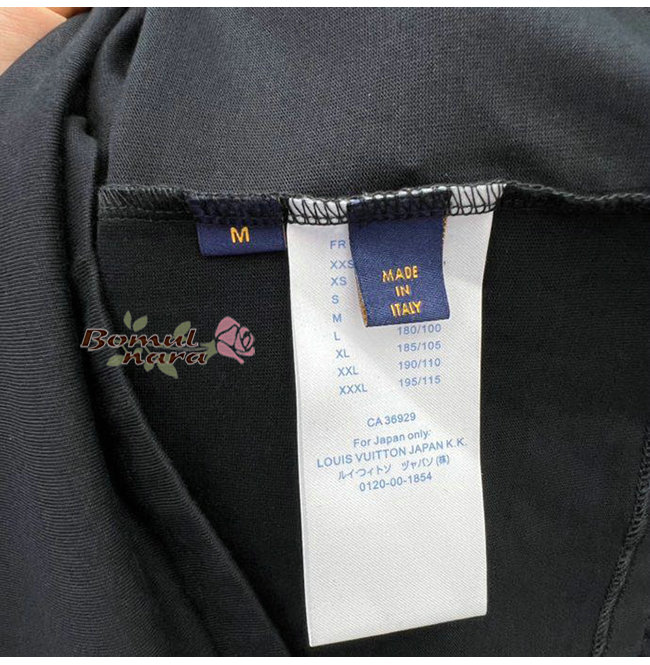 M
FR
XXS
XS
S
M
L 180/100
XL 185/105
XXL 190/110
XXXL 195/115
MADE
IN
ITALY
Bomul
nara
CA 36929
For Japan only:
LOUIS VUITTON JAPAN K.K.
ルイ・ヴィトン ジャパン(株)
0120-00-1854